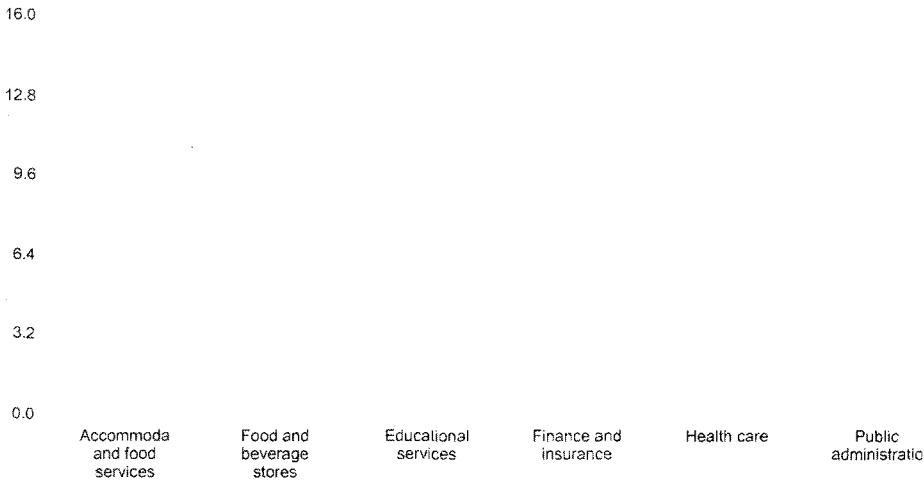 16.0
12.8
9.6
6.4
3.2
0.0
Accommoda
and food
services
Food and
beverage
stores
Educational
services
Finance and
insurance
Health care
Public
administratio